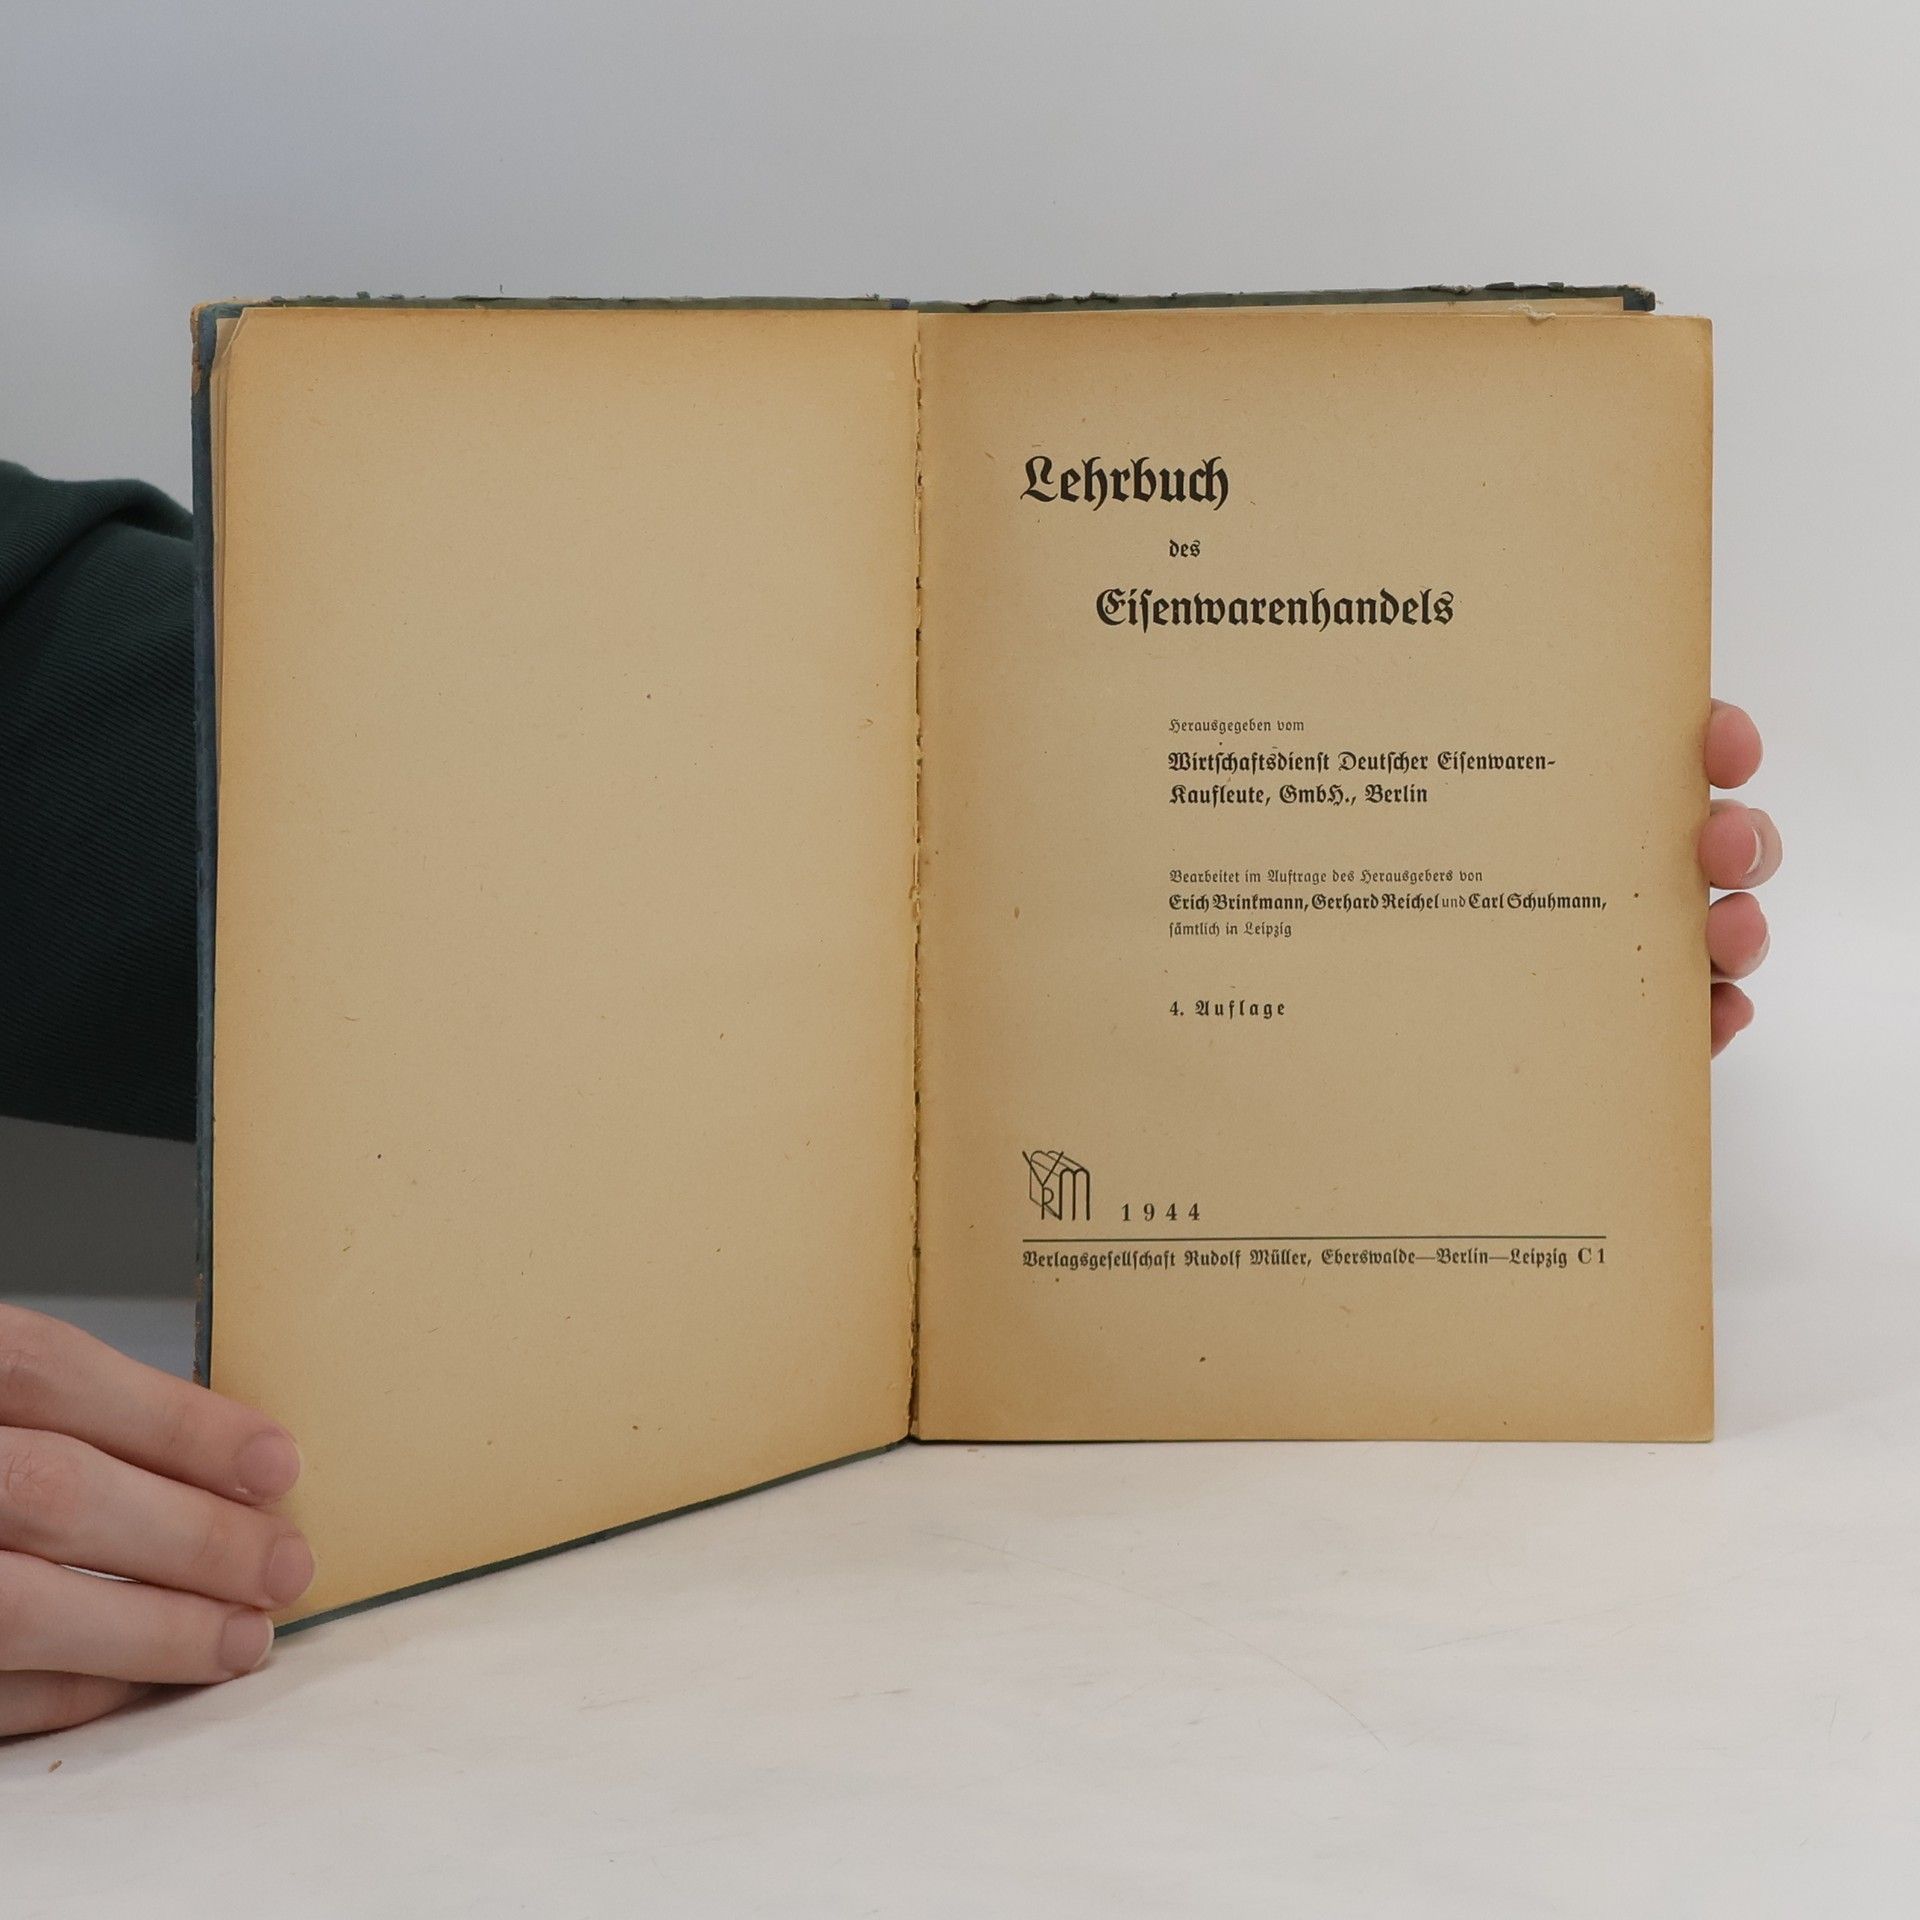 Lehrbuch
des
Eiſenwarenhandels
Herausgegeben vom
Wirtſchaftsdienſt Deutſcher Eiſenwaren-
Kaufleute, GmbH., Berlin
Bearbeitet im Auftrage des Herausgebers von
Erich Brinkmann, Gerhard Reichel und Carl Schuhmann,
ſämtlich in Leipzig
4. Auflage
VRM 1944
Verlagsgeſellſchaft Rudolf Müller, Eberswalde—Berlin—Leipzig C 1